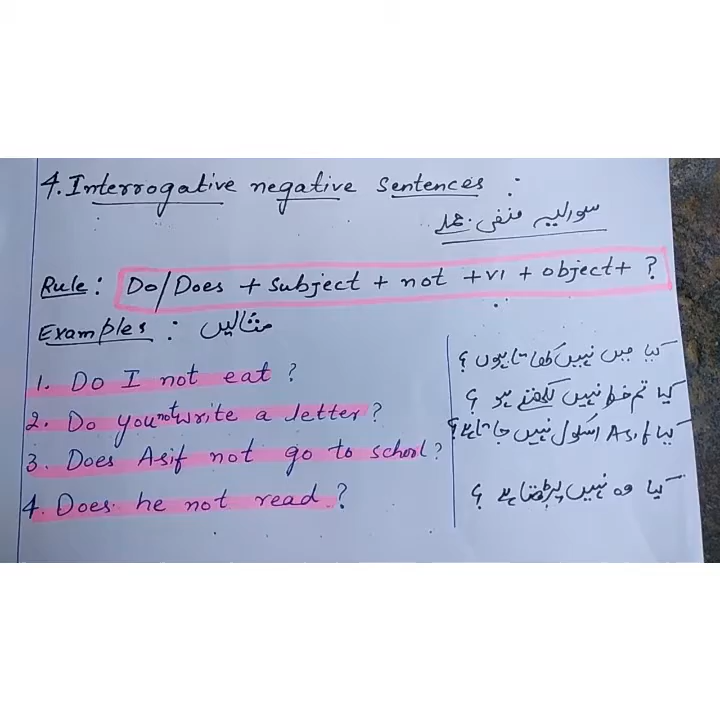 4. Interrogative negative sentences :
سوالیہ منفی جملے
Rule: Do/Does + subject + not + v1 + object + ?
Examples : مثالیں
1. Do I not eat ? کیا میں نہیں کھاتا ہوں ؟
2. Do you not write a letter ? کیا تم خط نہیں لکھتے ہو ؟
3. Does Asif not go to school ? کیا Asif اسکول نہیں جاتا ہے ؟
4. Does he not read ? کیا وہ نہیں پڑھتا ہے ؟